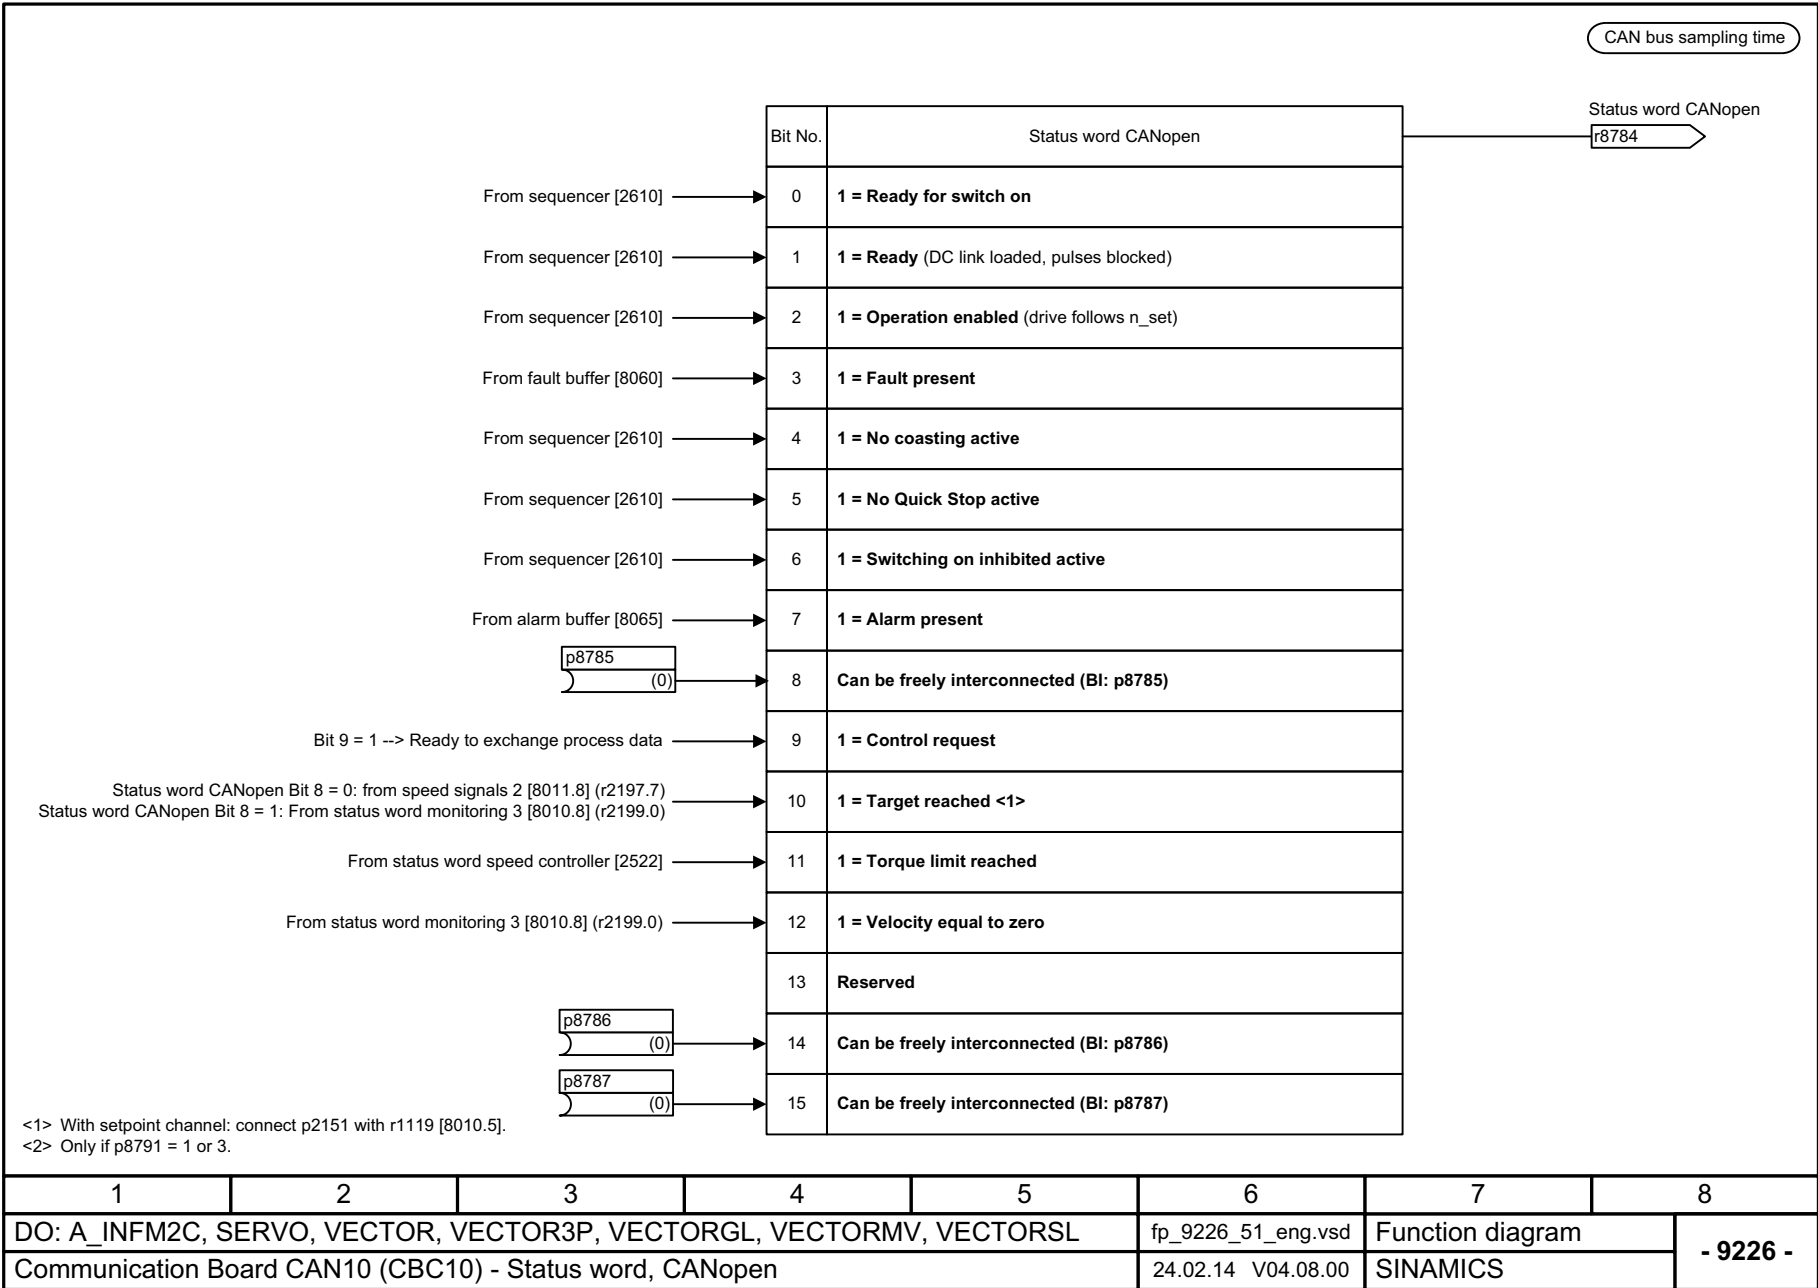 CAN bus sampling time
Status word CANopen
r8784
Bit No. Status word CANopen
From sequencer [2610] 0 1 = Ready for switch on
From sequencer [2610] 1 1 = Ready (DC link loaded, pulses blocked)
From sequencer [2610] 2 1 = Operation enabled (drive follows n_set)
From fault buffer [8060] 3 1 = Fault present
From sequencer [2610] 4 1 = No coasting active
From sequencer [2610] 5 1 = No Quick Stop active
From sequencer [2610] 6 1 = Switching on inhibited active
From alarm buffer [8065] 7 1 = Alarm present
p8785
(0) 8 Can be freely interconnected (BI: p8785)
Bit 9 = 1 --> Ready to exchange process data 9 1 = Control request
Status word CANopen Bit 8 = 0: from speed signals 2 [8011.8] (r2197.7)
Status word CANopen Bit 8 = 1: From status word monitoring 3 [8010.8] (r2199.0)
10 1 = Target reached <1>
From status word speed controller [2522] 11 1 = Torque limit reached
From status word monitoring 3 [8010.8] (r2199.0) 12 1 = Velocity equal to zero
13 Reserved
p8786
(0) 14 Can be freely interconnected (BI: p8786)
p8787
(0) 15 Can be freely interconnected (BI: p8787)
<1> With setpoint channel: connect p2151 with r1119 [8010.5].
<2> Only if p8791 = 1 or 3.
1 2 3 4 5 6 7 8
DO: A_INFM2C, SERVO, VECTOR, VECTOR3P, VECTORGL, VECTORMV, VECTORSL fp_9226_51_eng.vsd Function diagram
- 9226 -
Communication Board CAN10 (CBC10) - Status word, CANopen 24.02.14 V04.08.00 SINAMICS